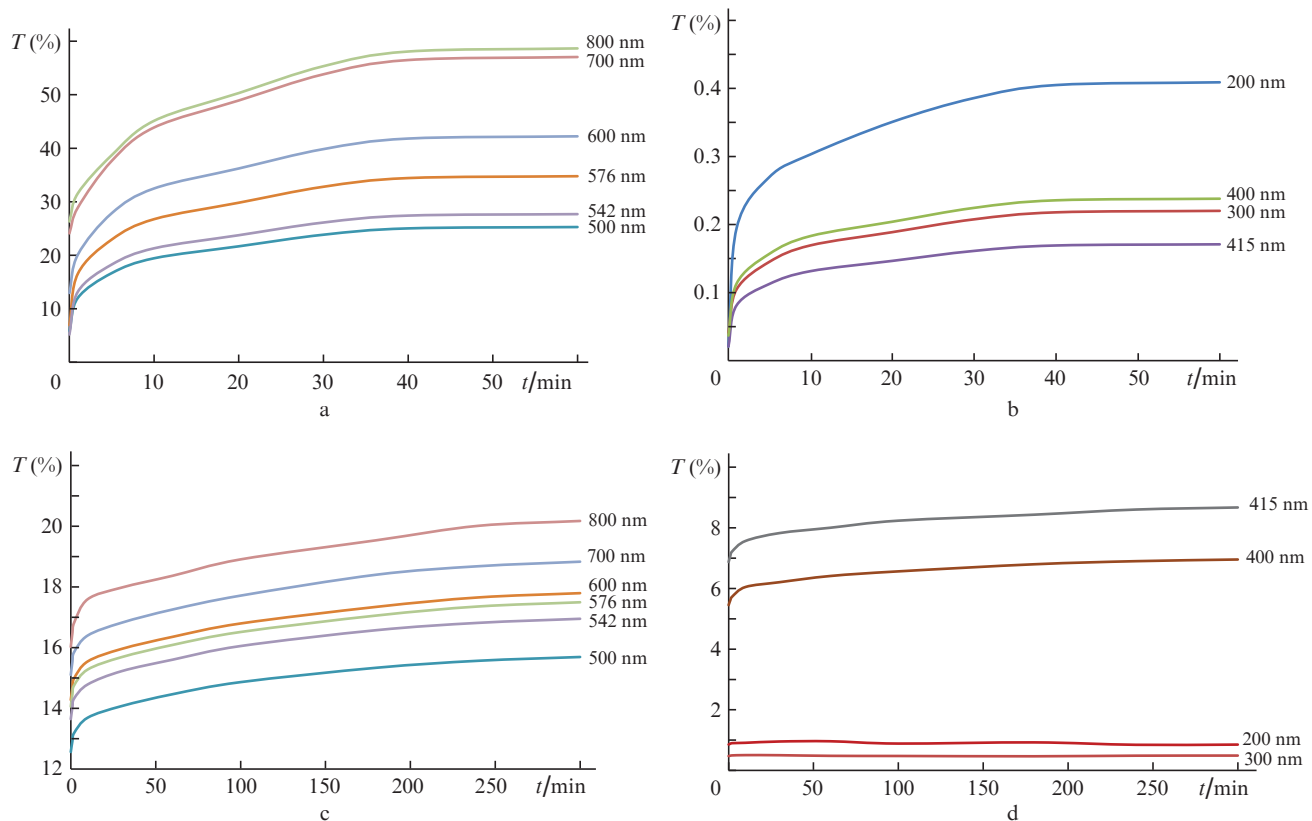 T (%)
50
40
30
20
10
0
10
20
30
40
50
t/min
800 nm
700 nm
600 nm
576 nm
542 nm
500 nm
a
T (%)
0.4
0.3
0.2
0.1
0
10
20
30
40
50
t/min
200 nm
400 nm
300 nm
415 nm
b
T (%)
20
18
16
14
12
0
50
100
150
200
250
t/min
800 nm
700 nm
600 nm
576 nm
542 nm
500 nm
c
T (%)
8
6
4
2
0
50
100
150
200
250
t/min
415 nm
400 nm
200 nm
300 nm
d